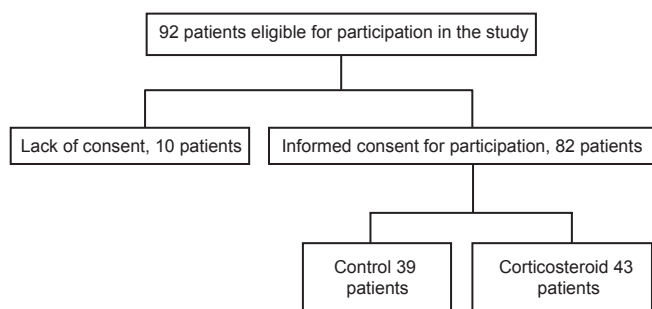 92 patients eligible for participation in the study
Lack of consent, 10 patients
Informed consent for participation, 82 patients
Control 39
patients
Corticosteroid 43
patients